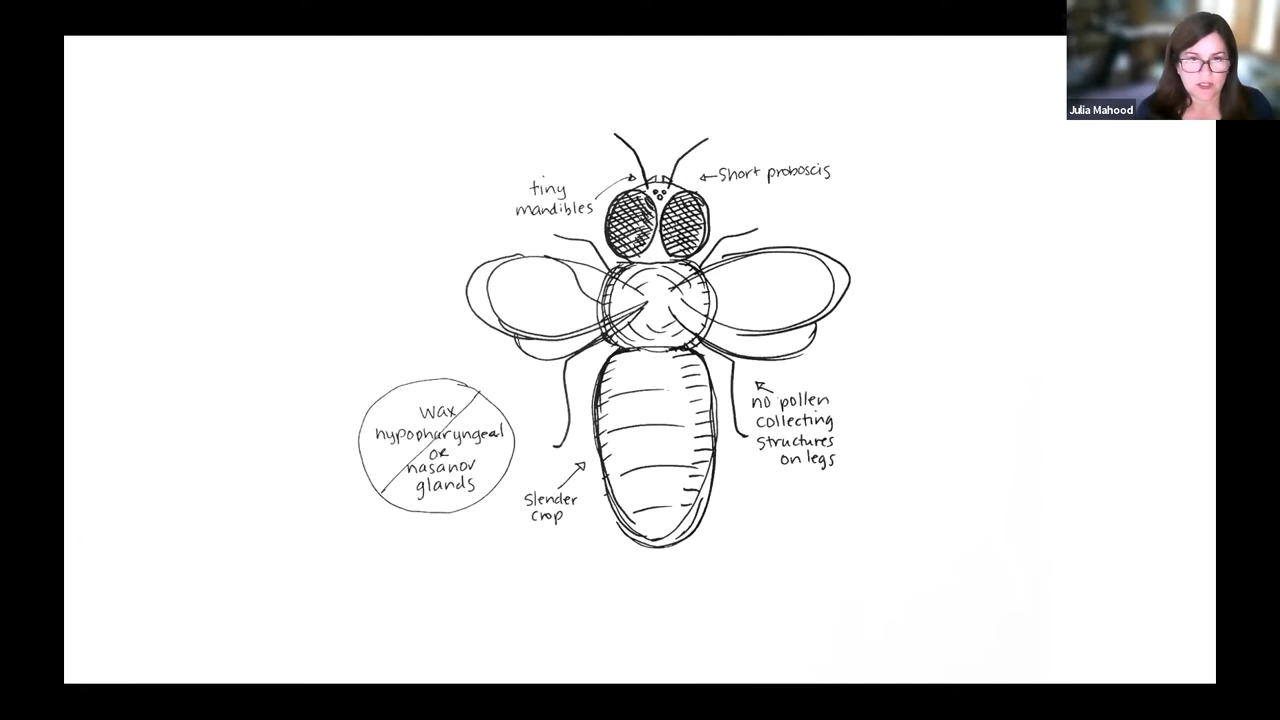 Julia Mahood
tiny
mandibles
Short proboscis
no pollen
collecting
structures
on legs
wax
hypopharyngeal
or
nasanov
glands
Slender
crop